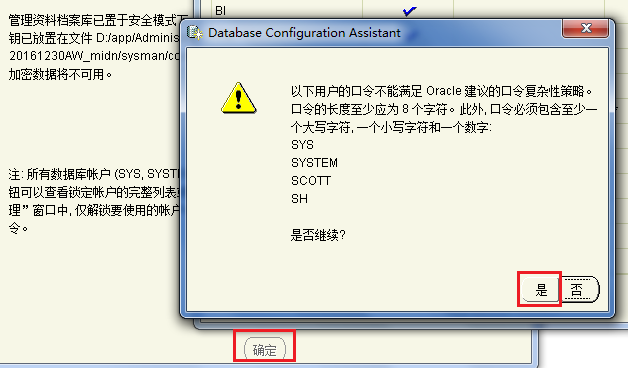 BI
管理资料档案库已置于安全模式下
钥已放置在文件 D:/app/Adminis
20161230AW_midn/sysman/co
加密数据将不可用。
注: 所有数据库帐户 (SYS, SYSTE
钮可以查看锁定帐户的完整列表或
理”窗口中, 仅解锁要使用的帐户
令。
确定
Database Configuration Assistant
以下用户的口令不能满足 Oracle 建议的口令复杂性策略。
口令的长度至少应为 8 个字符。此外, 口令必须包含至少一
个大写字符, 一个小写字符和一个数字:
SYS
SYSTEM
SCOTT
SH
是否继续?
是
否